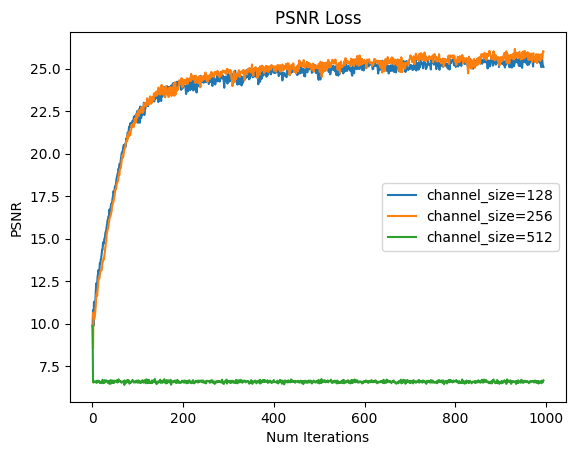 PSNR Loss
PSNR
25.0
22.5
20.0
17.5
15.0
12.5
10.0
7.5
channel_size=128
channel_size=256
channel_size=512
0
200
400
600
800
1000
Num Iterations